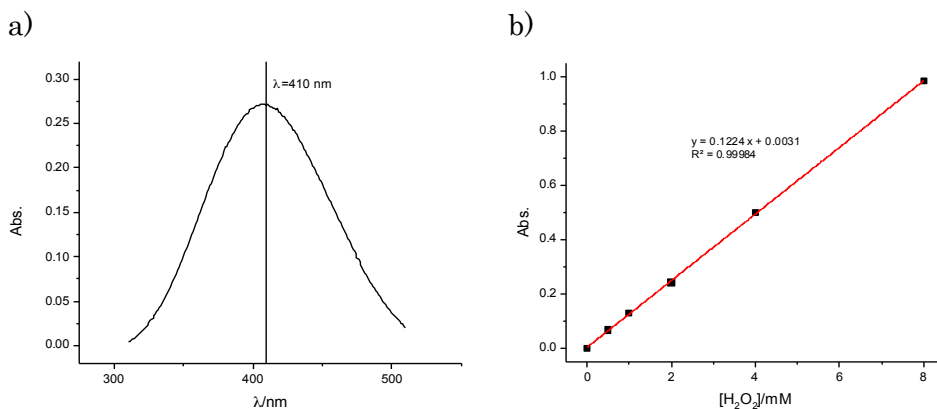 a)
λ=410 nm
0.30
0.25
0.20
0.15
0.10
0.05
0.00
Abs.
300
400
500
λ/nm
b)
y = 0.1224 x + 0.0031
R² = 0.99984
1.0
0.8
0.6
0.4
0.2
0.0
Abs.
0
2
4
6
8
[H₂O₂]/mM